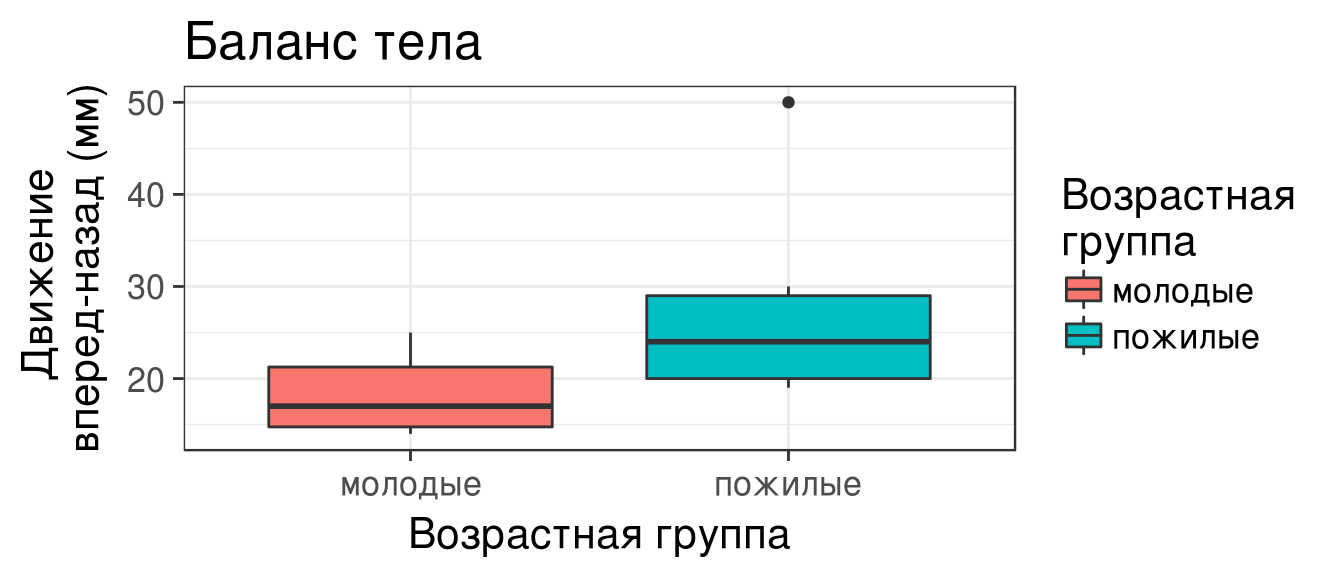 Баланс тела
Движение
вперед-назад (мм)
50
40
30
20
молодые
пожилые
Возрастная группа
Возрастная
группа
молодые
пожилые